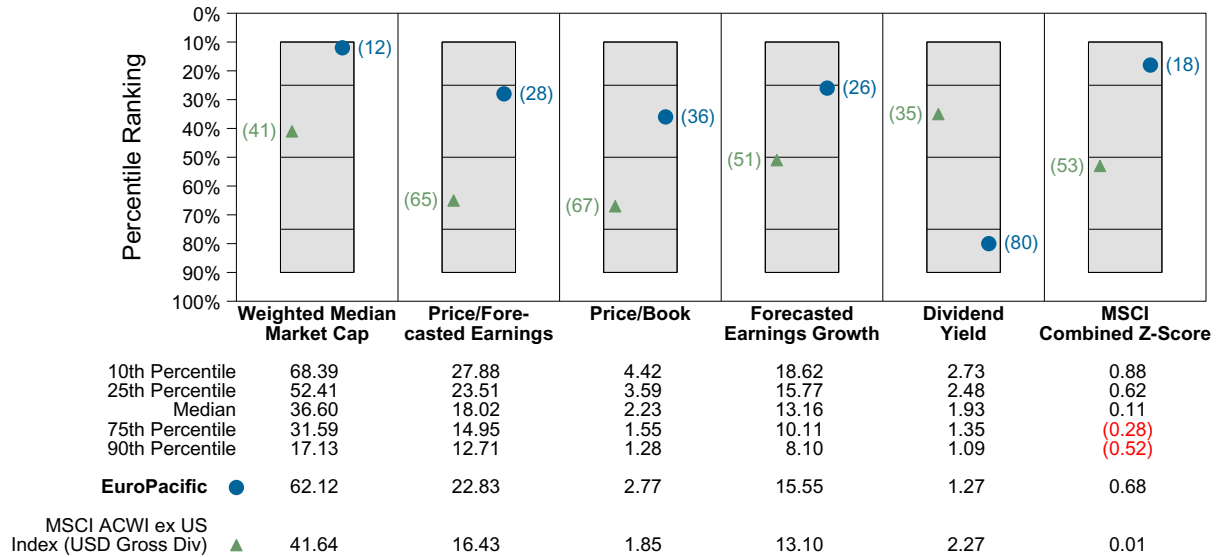 0%
10%
20%
30%
40%
50%
60%
70%
80%
90%
100%
Percentile Ranking
(12)
(41)
(28)
(65)
(36)
(67)
(26)
(51)
(35)
(80)
(18)
(53)
Weighted Median Market Cap
Price/Fore-casted Earnings
Price/Book
Forecasted Earnings Growth
Dividend Yield
MSCI Combined Z-Score
10th Percentile 68.39 27.88 4.42 18.62 2.73 0.88
25th Percentile 52.41 23.51 3.59 15.77 2.48 0.62
Median 36.60 18.02 2.23 13.16 1.93 0.11
75th Percentile 31.59 14.95 1.55 10.11 1.35 (0.28)
90th Percentile 17.13 12.71 1.28 8.10 1.09 (0.52)
EuroPacific 62.12 22.83 2.77 15.55 1.27 0.68
MSCI ACWI ex US
Index (USD Gross Div) 41.64 16.43 1.85 13.10 2.27 0.01